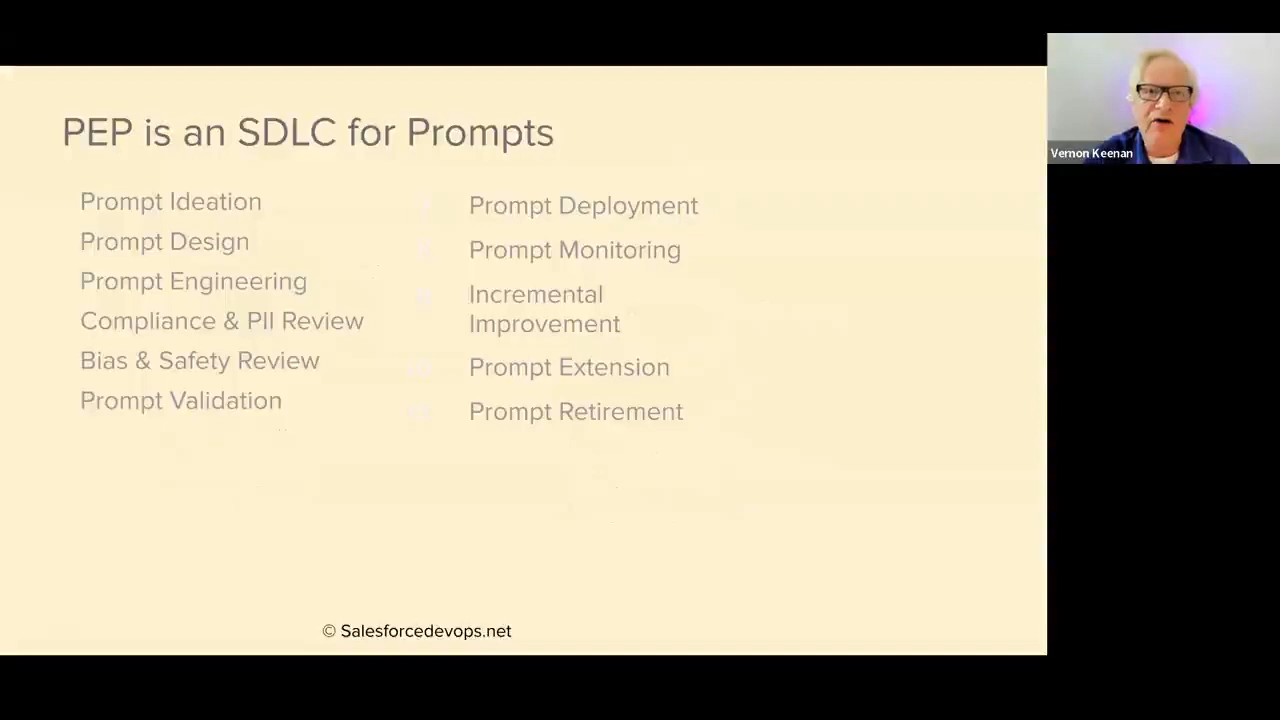 PEP is an SDLC for Prompts
Prompt Ideation
Prompt Design
Prompt Engineering
Compliance & PII Review
Bias & Safety Review
Prompt Validation
Prompt Deployment
Prompt Monitoring
Incremental
Improvement
Prompt Extension
Prompt Retirement
© Salesforcedevops.net
Vernon Keenan